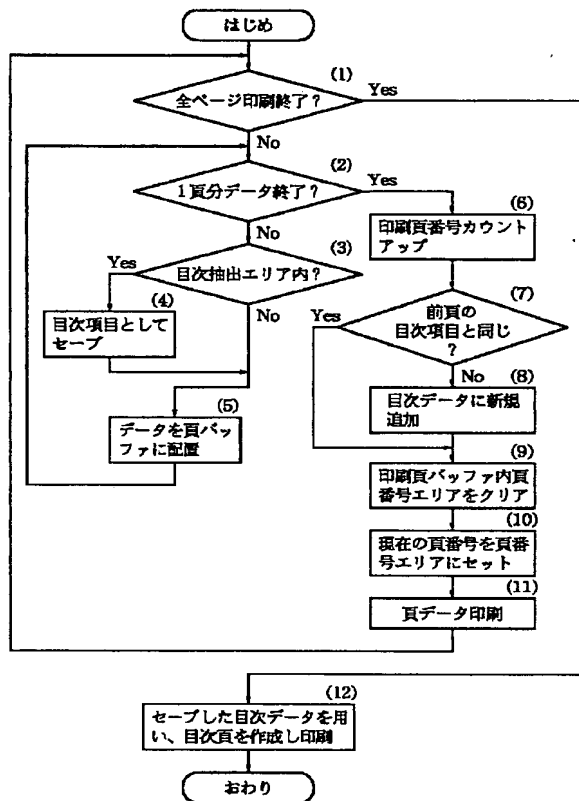 はじめ
(1)
全ページ印刷終了？
Yes
No
(2)
1頁分データ終了？
Yes
No
(3)
目次抽出エリア内？
Yes
No
(4)
目次項目として
セーブ
(5)
データを頁バッ
ファに配置
(6)
印刷頁番号カウント
アップ
(7)
前頁の
目次項目と同じ
？
Yes
No
(8)
目次データに新規
追加
(9)
印刷頁バッファ内頁
番号エリアをクリア
(10)
現在の頁番号を頁番
号エリアにセット
(11)
頁データ印刷
(12)
セーブした目次データを用
い、目次頁を作成し印刷
おわり